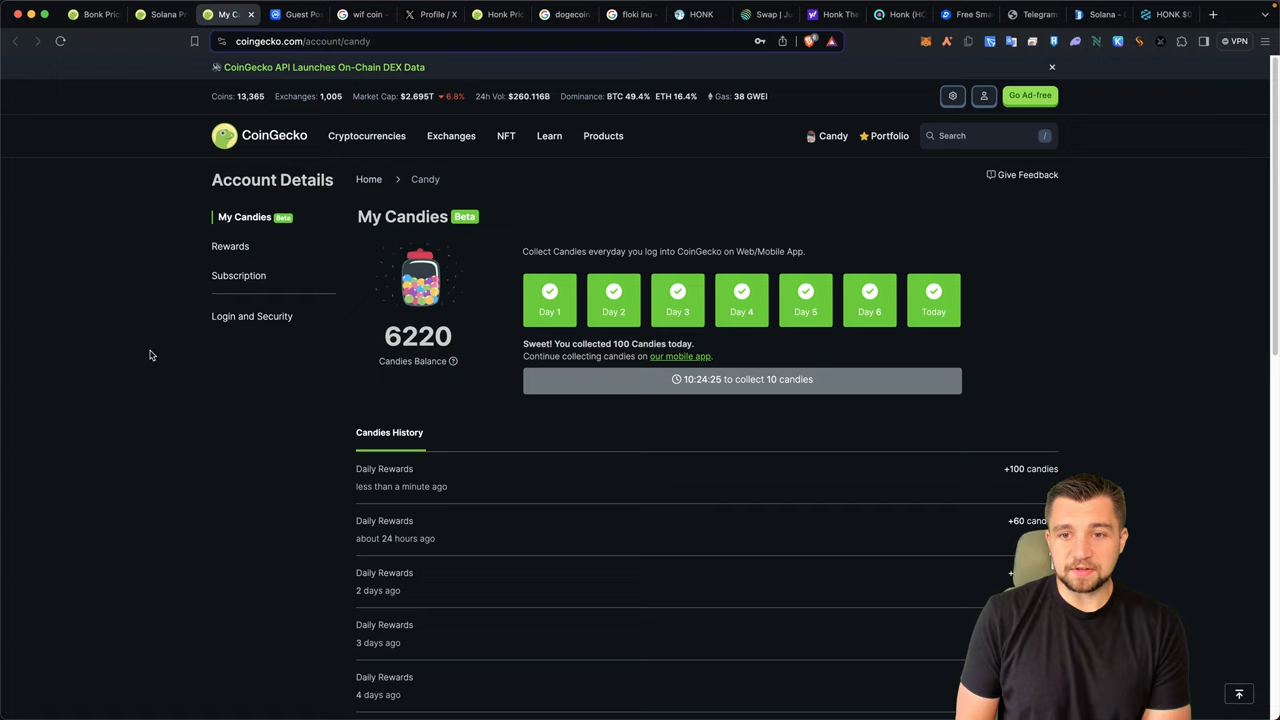 Bonk Pric
Solana Pr
My C
Guest Pos
wif coin -
Profile / X
Honk Pric
dogecoin
floki inu -
HONK
Swap | Ju
Honk The
Honk (HC
Free Sma
Telegram
Solana - (
HONK $0
coingecko.com/account/candy
6
VPN
CoinGecko API Launches On-Chain DEX Data
Coins: 13,365 Exchanges: 1,005 Market Cap: $2.695T 6.8% 24h Vol: $260.116B Dominance: BTC 49.4% ETH 16.4% Gas: 38 GWEI
Go Ad-free
CoinGecko
Cryptocurrencies
Exchanges
NFT
Learn
Products
Candy
Portfolio
Search
/
Account Details
My Candies Beta
Rewards
Subscription
Login and Security
Home > Candy
Give Feedback
My Candies Beta
6220
Candies Balance
Collect Candies everyday you log into CoinGecko on Web/Mobile App.
Day 1
Day 2
Day 3
Day 4
Day 5
Day 6
Today
Sweet! You collected 100 Candies today.
Continue collecting candies on our mobile app.
10:24:25 to collect 10 candies
Candies History
Daily Rewards
+100 candies
less than a minute ago
Daily Rewards
+60 cand
about 24 hours ago
Daily Rewards
+
2 days ago
Daily Rewards
3 days ago
Daily Rewards
4 days ago